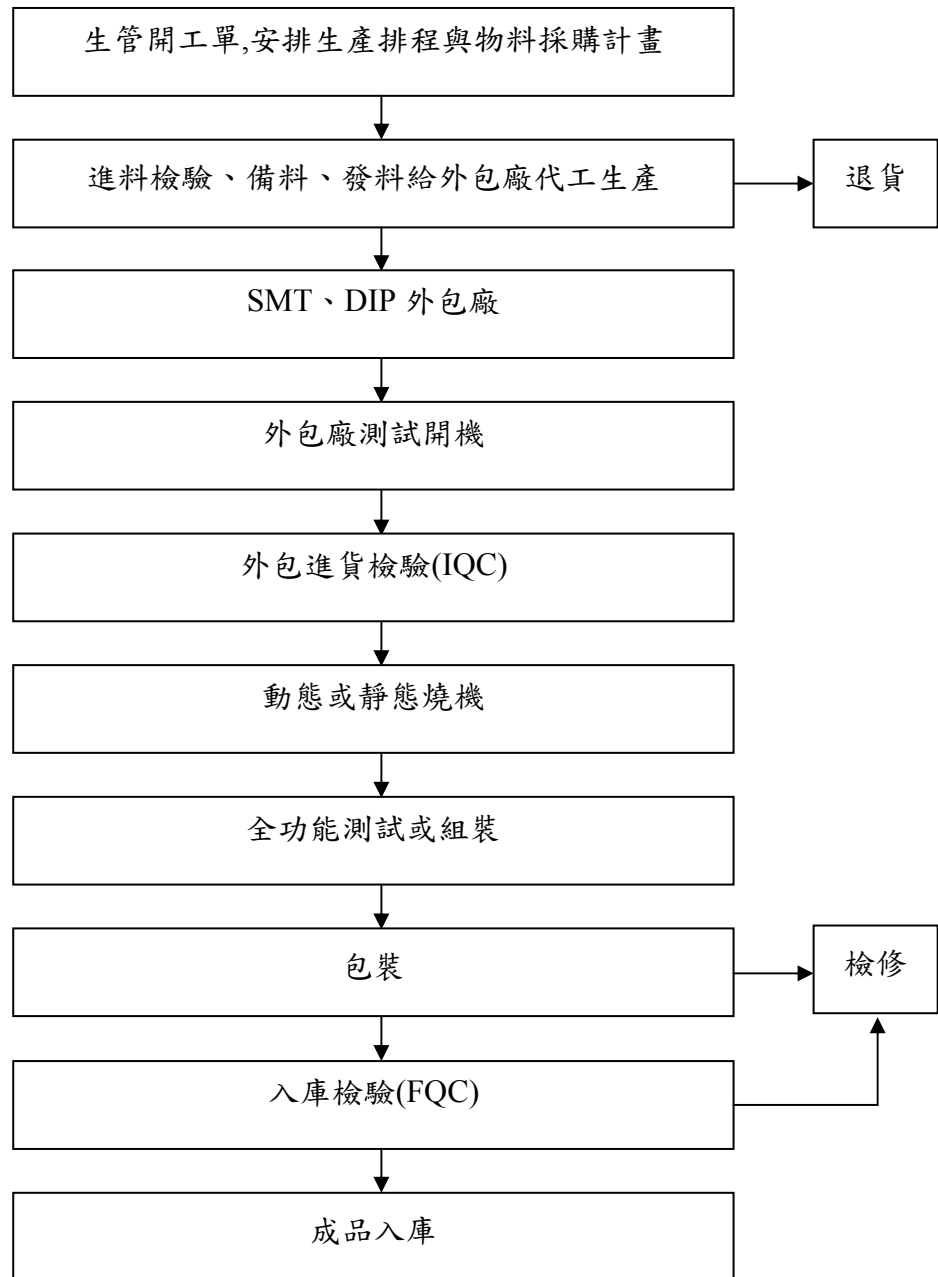 生管開工單,安排生產排程與物料採購計畫
進料檢驗、備料、發料給外包廠代工生產
退貨
SMT、DIP 外包廠
外包廠測試開機
外包進貨檢驗(IQC)
動態或靜態燒機
全功能測試或組裝
包裝
檢修
入庫檢驗(FQC)
成品入庫